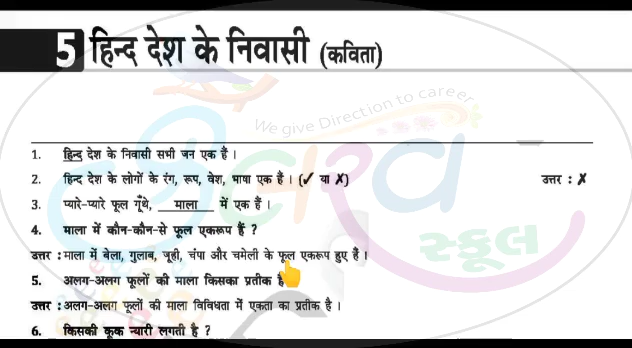 5 हिन्द देश के निवासी (कविता)
We give Direction to career
કલરવ
સ્કૂલ
1. हिन्द देश के निवासी सभी जन एक हैं ।
2. हिन्द देश के लोगों के रंग, रूप, वेश, भाषा एक हैं । (✓ या ✗) उत्तर : ✗
3. प्यारे-प्यारे फूल गूँथे, माला में एक हैं ।
4. माला में कौन-कौन-से फूल एकरूप हैं ?
उत्तर : माला में बेला, गुलाब, जूही, चंपा और चमेली के फूल एकरूप हुए हैं ।
5. अलग-अलग फूलों की माला किसका प्रतीक है
उत्तर : अलग-अलग फूलों की माला विविधता में एकता का प्रतीक है ।
6. किसकी कूक न्यारी लगती है ?